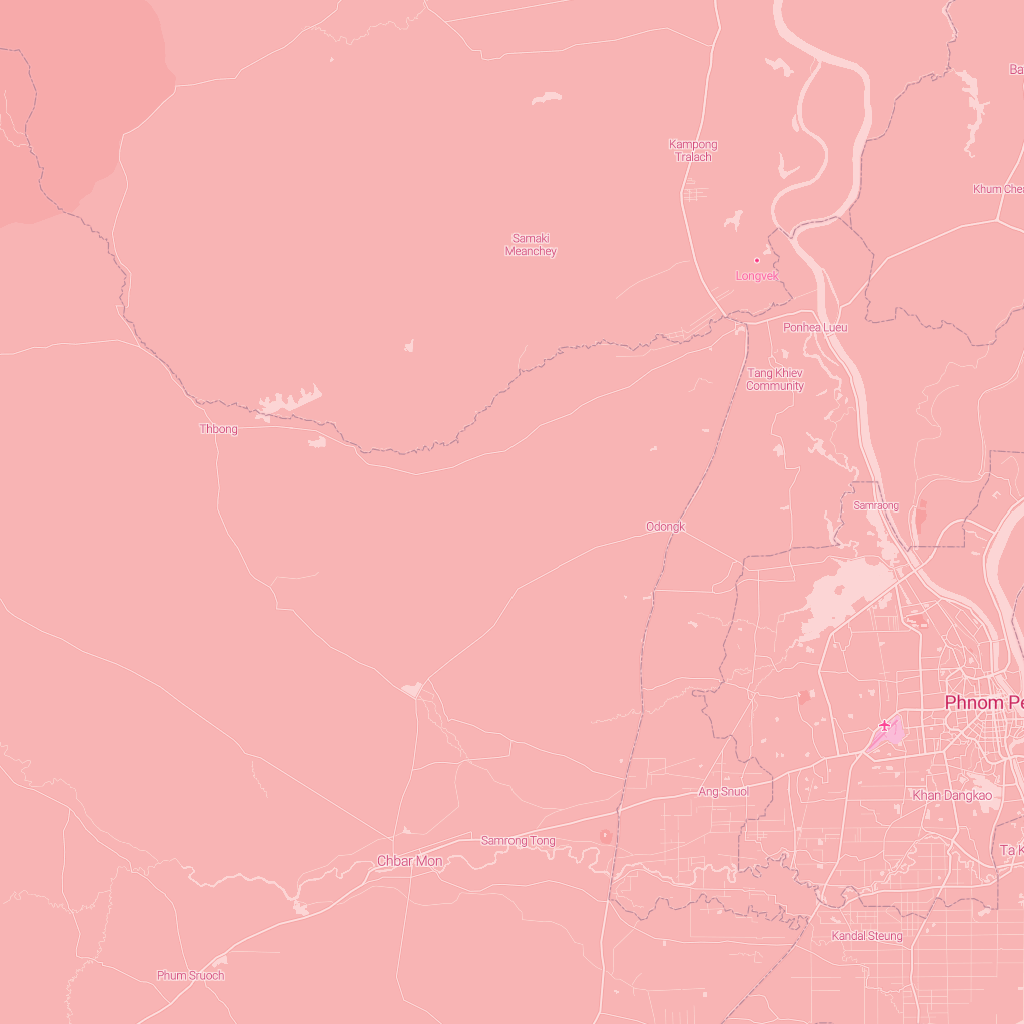 Ba
Kampong
Tralach
Khum Chea
Samaki
Meanchey
Longvek
Ponhea Lueu
Tang Khiev
Community
Thbong
Samraong
Odongk
Phnom Pe
Ang Snuol
Khan Dangkao
Samrong Tong
Ta K
Chbar Mon
Kandal Steung
Phum Sruoch